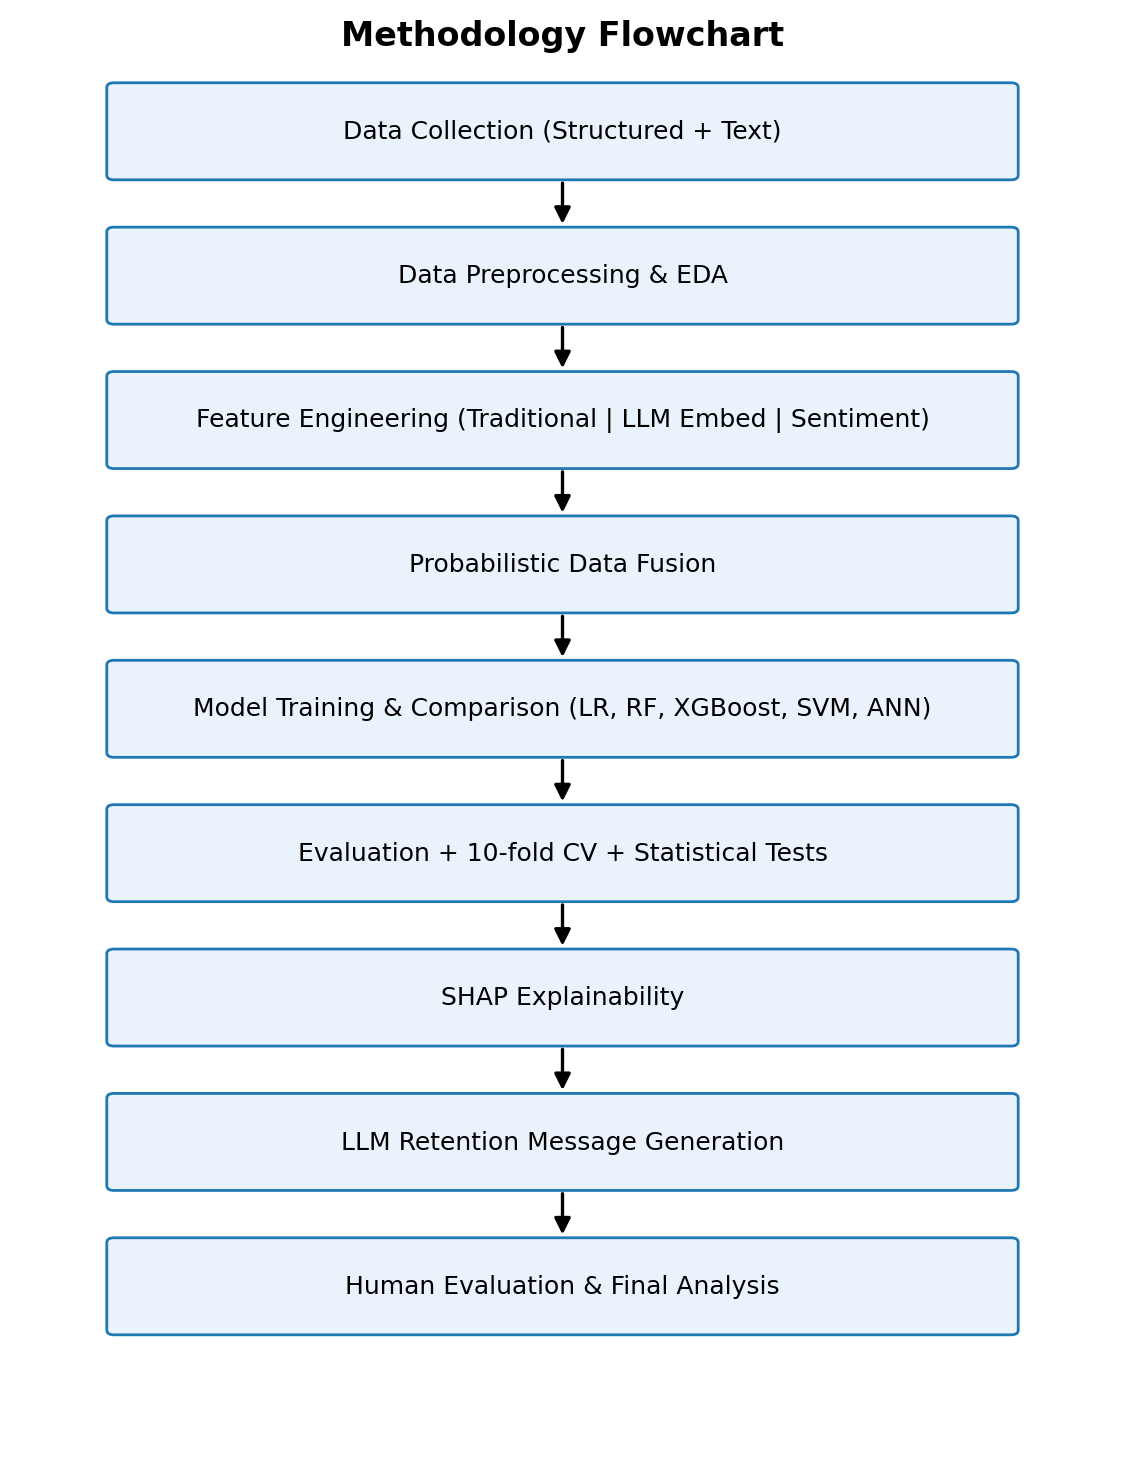 Methodology Flowchart
Data Collection (Structured + Text)
Data Preprocessing & EDA
Feature Engineering (Traditional | LLM Embed | Sentiment)
Probabilistic Data Fusion
Model Training & Comparison (LR, RF, XGBoost, SVM, ANN)
Evaluation + 10-fold CV + Statistical Tests
SHAP Explainability
LLM Retention Message Generation
Human Evaluation & Final Analysis